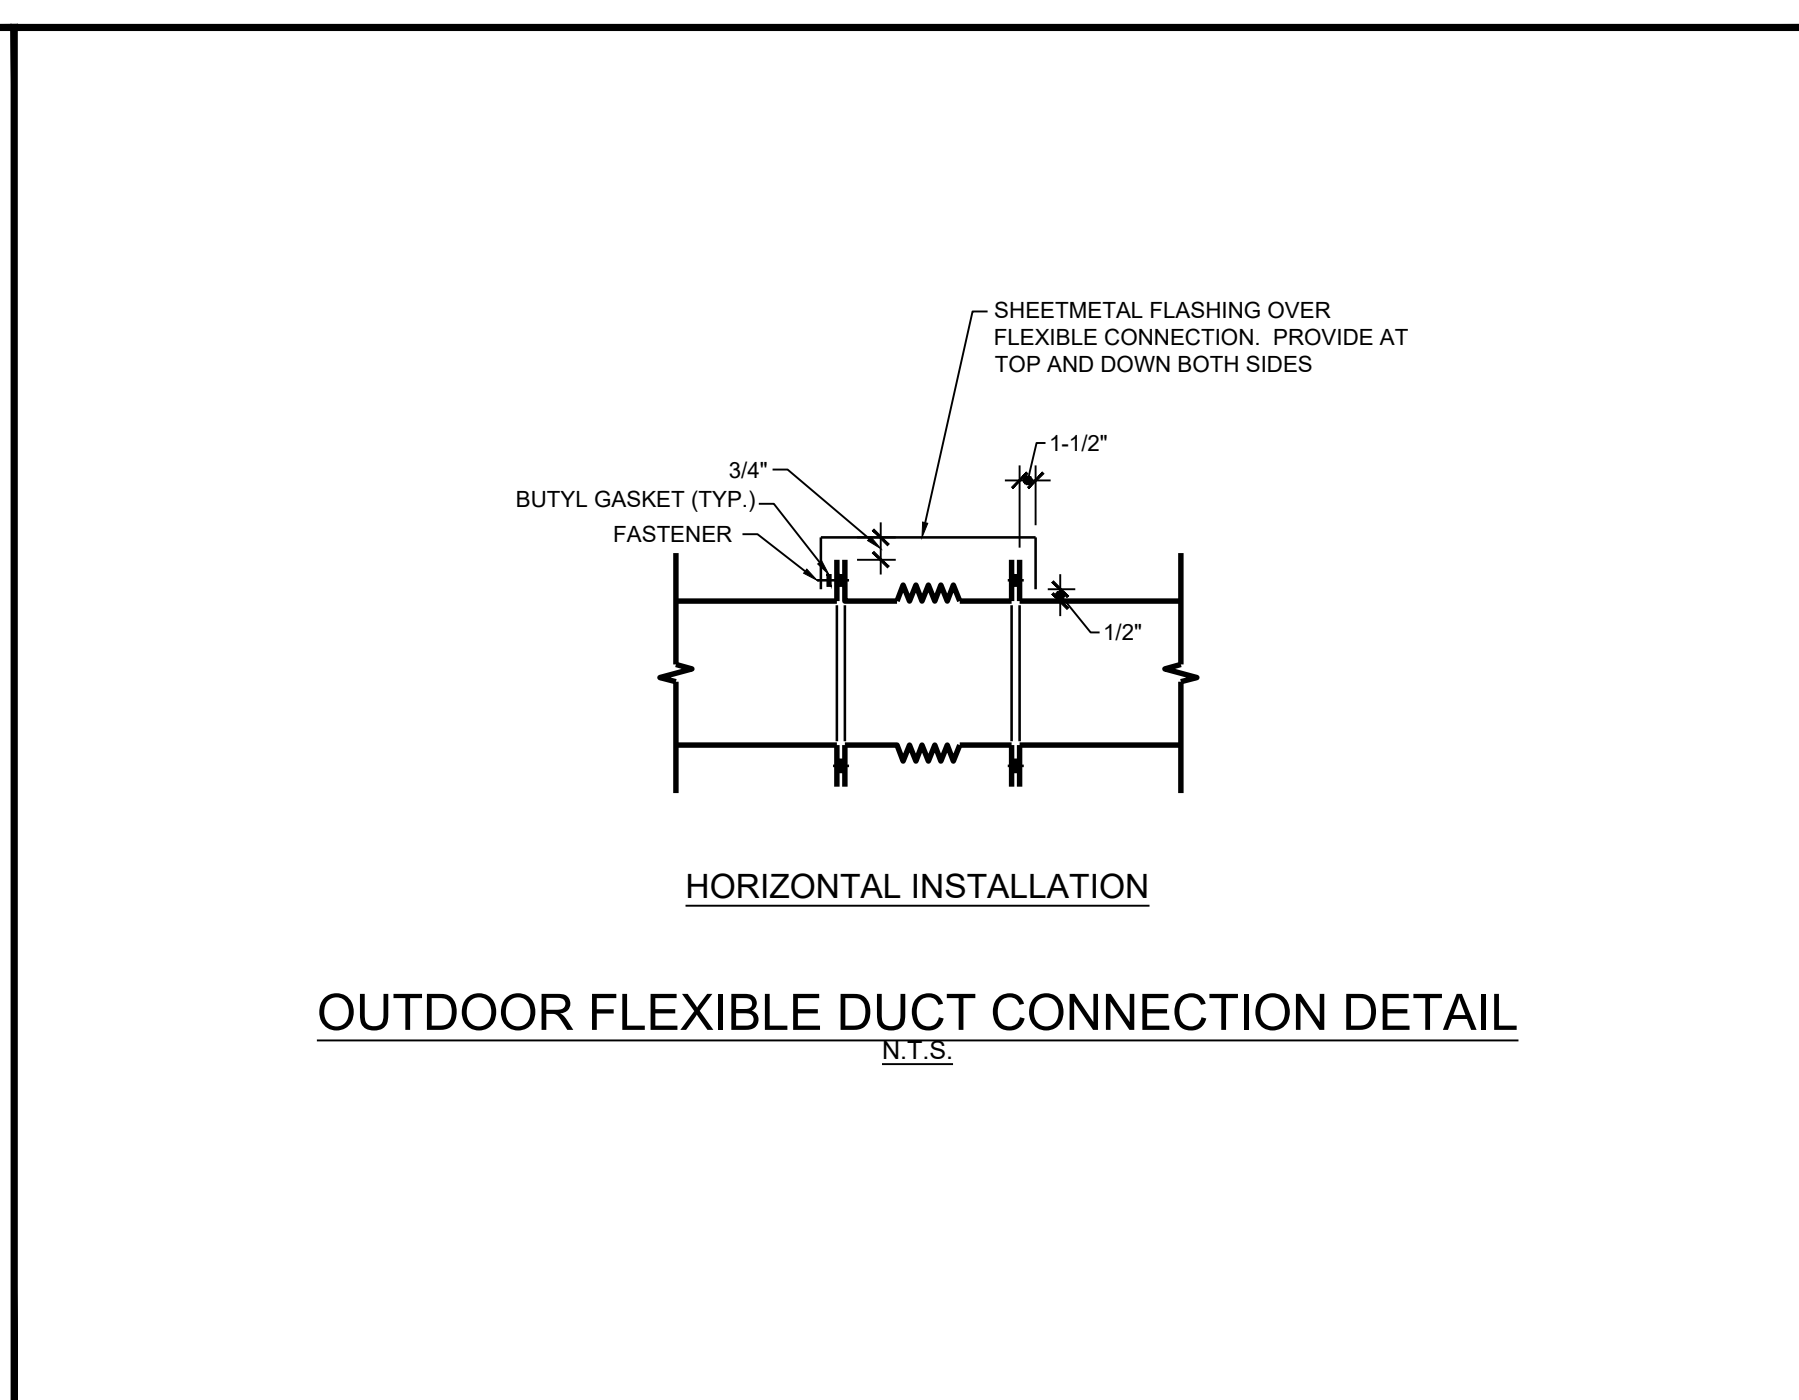 SHEETMETAL FLASHING OVER
FLEXIBLE CONNECTION.  PROVIDE AT
TOP AND DOWN BOTH SIDES
1-1/2"
3/4"
BUTYL GASKET (TYP.)
FASTENER
1/2"
HORIZONTAL INSTALLATION
OUTDOOR FLEXIBLE DUCT CONNECTION DETAIL
N.T.S.